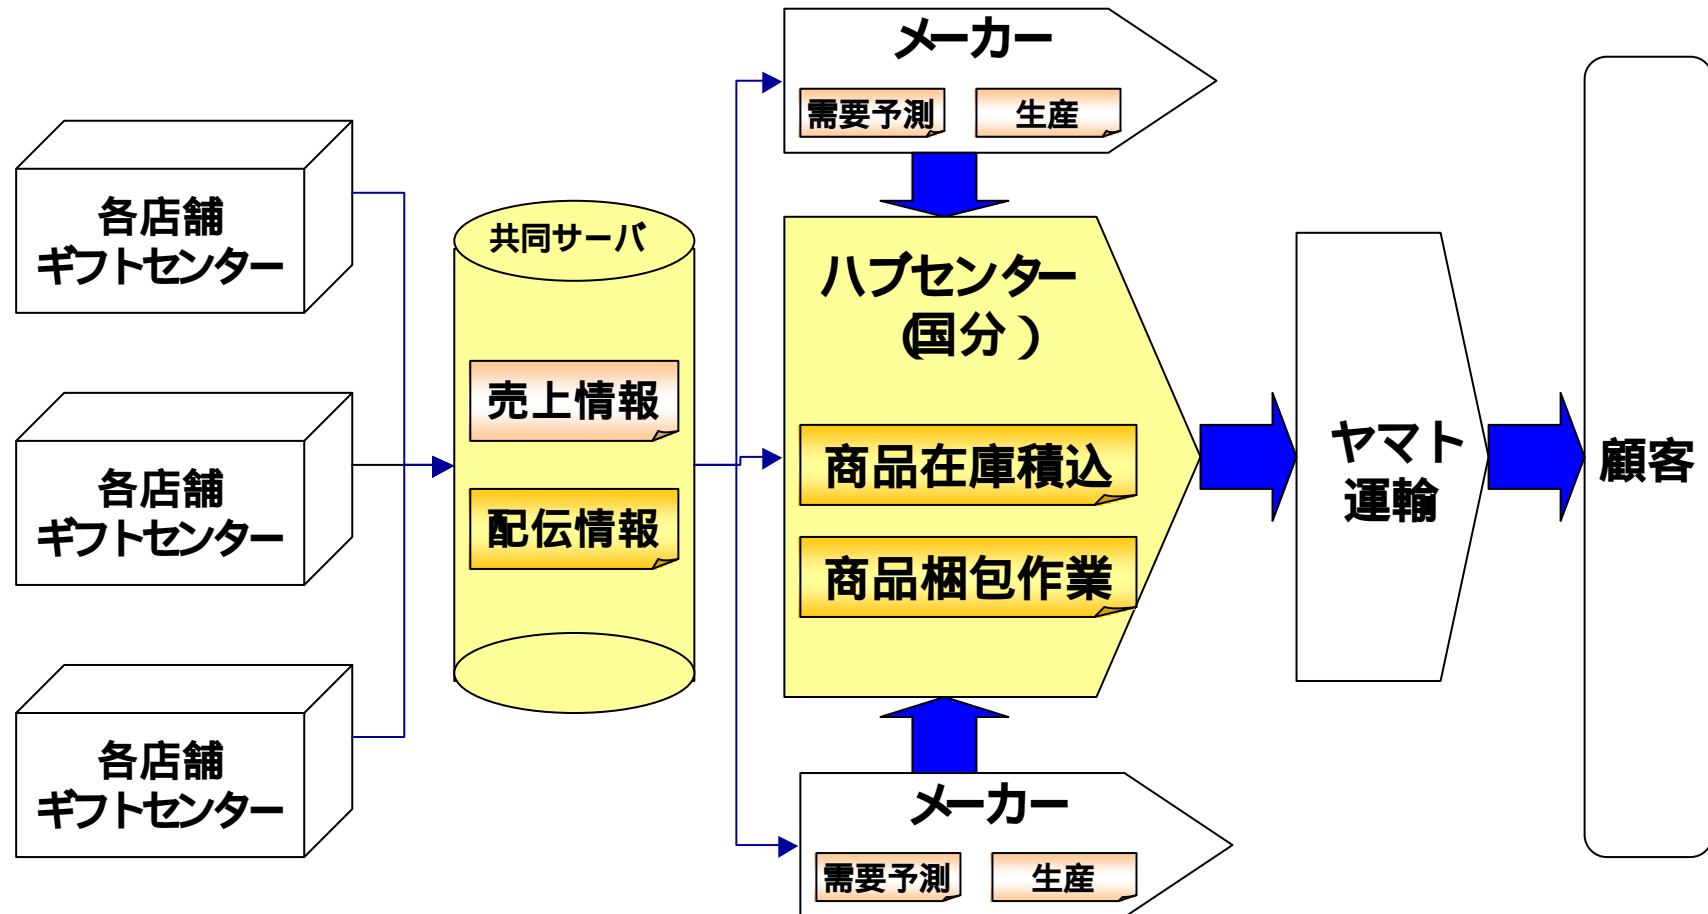 各店舗
ギフトセンター
各店舗
ギフトセンター
各店舗
ギフトセンター
共同サーバ
売上情報
配伝情報
メーカー
需要予測
生産
ハブセンター
(国分)
商品在庫積込
商品梱包作業
メーカー
需要予測
生産
ヤマト
運輸
顧客